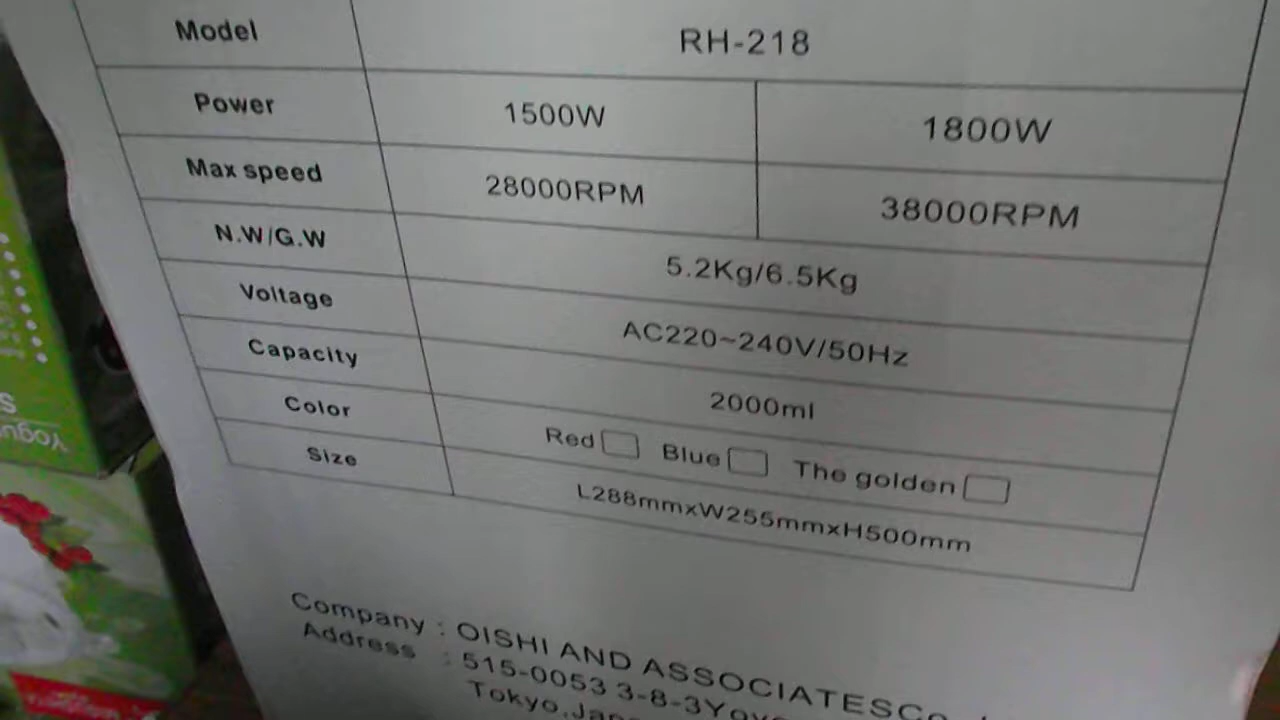 Model RH-218
Power 1500W 1800W
Max speed 28000RPM 38000RPM
N.W/G.W 5.2Kg/6.5Kg
Voltage AC220~240V/50Hz
Capacity 2000ml
Color Red Blue The golden
Size L288mmxW255mmxH500mm
Company : OISHI AND ASSOCIATESCo
Address : 515-0053 3-8-3Yoy
Tokyo.Jap
S
Yogu